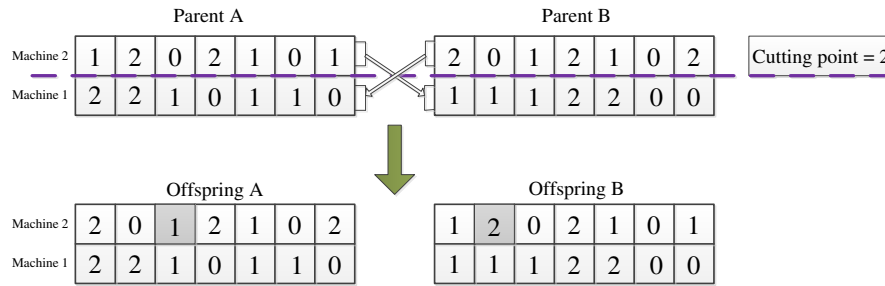 Parent A Parent B
Machine 2 1 2 0 2 1 0 1 2 0 1 2 1 0 2 Cutting point = 2
Machine 1 2 2 1 0 1 1 0 1 1 1 2 2 0 0
Offspring A Offspring B
Machine 2 2 0 1 2 1 0 2 1 2 0 2 1 0 1
Machine 1 2 2 1 0 1 1 0 1 1 1 2 2 0 0